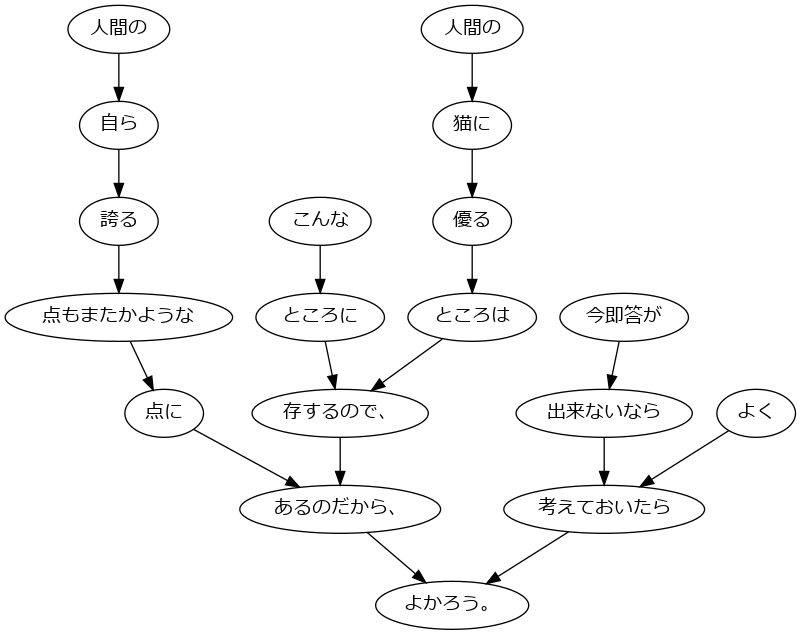 人間の
人間の
自ら
猫に
誇る
こんな
優る
点もまたかような
ところに
ところは
今即答が
点に
存するので、
出来ないなら
よく
あるのだから、
考えておいたら
よかろう。